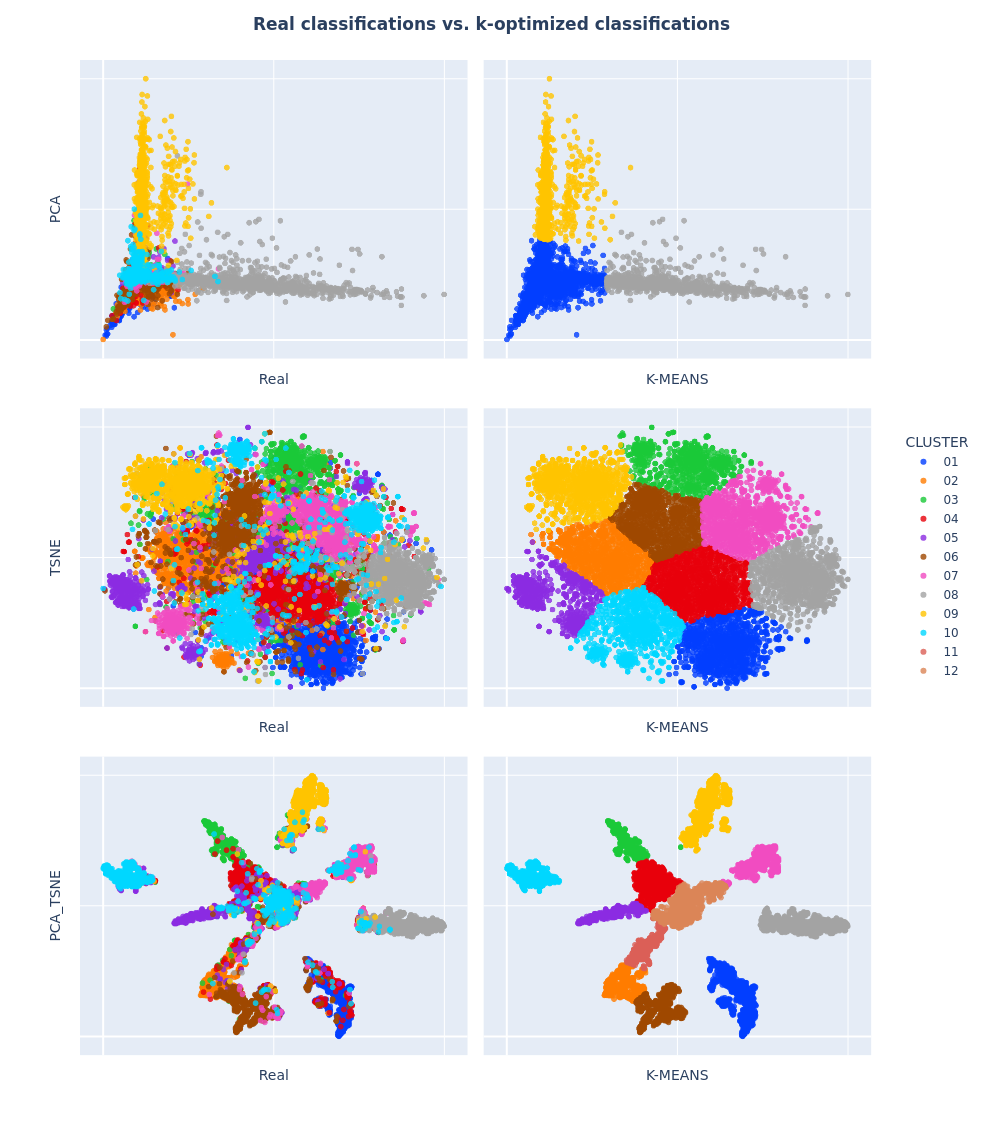 Real classifications vs. k-optimized classifications
PCA
Real
K-MEANS
TSNE
Real
K-MEANS
CLUSTER
01
02
03
04
05
06
07
08
09
10
11
12
PCA_TSNE
Real
K-MEANS